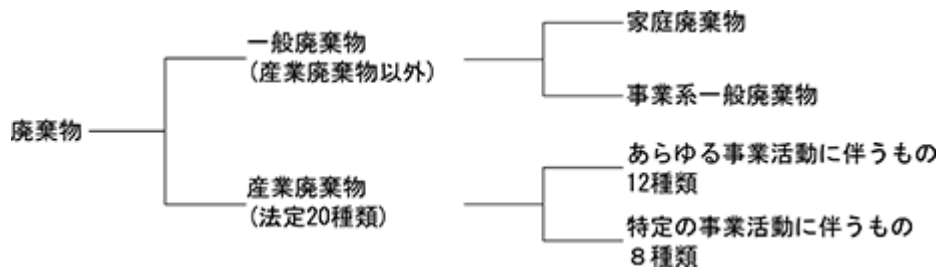 廃棄物
一般廃棄物
(産業廃棄物以外)
家庭廃棄物
事業系一般廃棄物
産業廃棄物
(法定20種類)
あらゆる事業活動に伴うもの
12種類
特定の事業活動に伴うもの
８種類